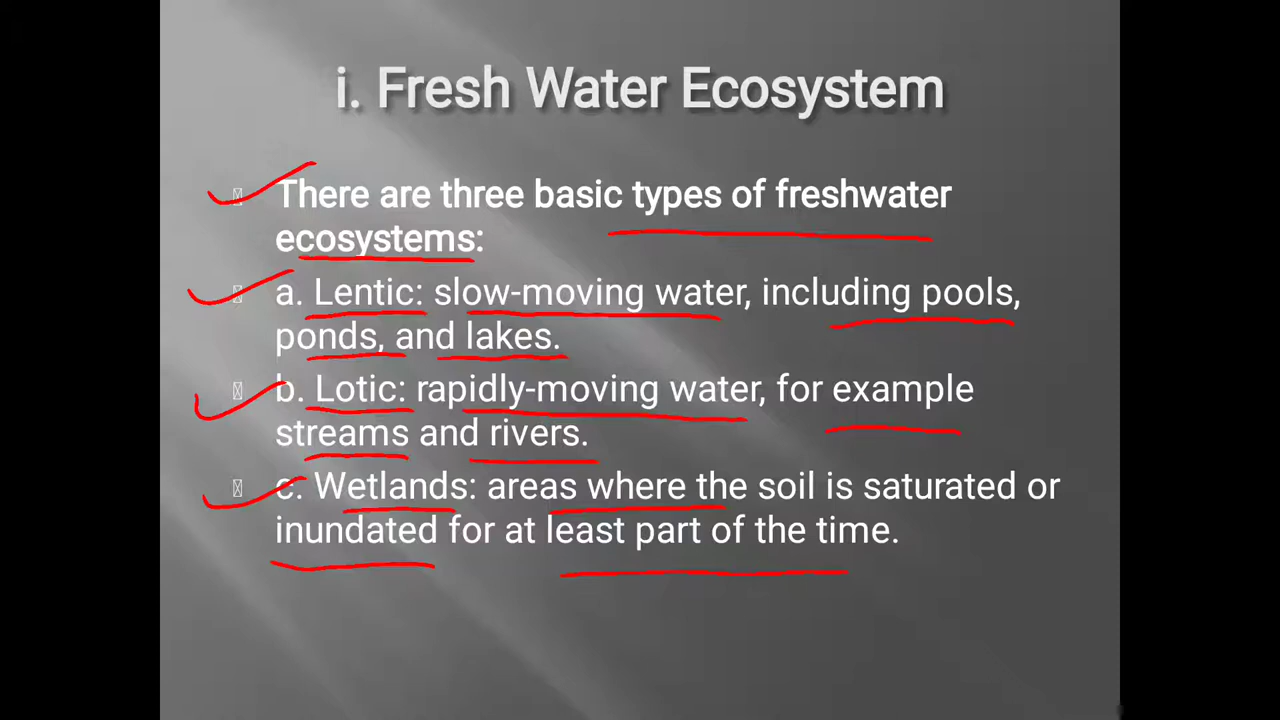 i. Fresh Water Ecosystem
There are three basic types of freshwater
ecosystems:
a. Lentic: slow-moving water, including pools,
ponds, and lakes.
b. Lotic: rapidly-moving water, for example
streams and rivers.
c. Wetlands: areas where the soil is saturated or
inundated for at least part of the time.